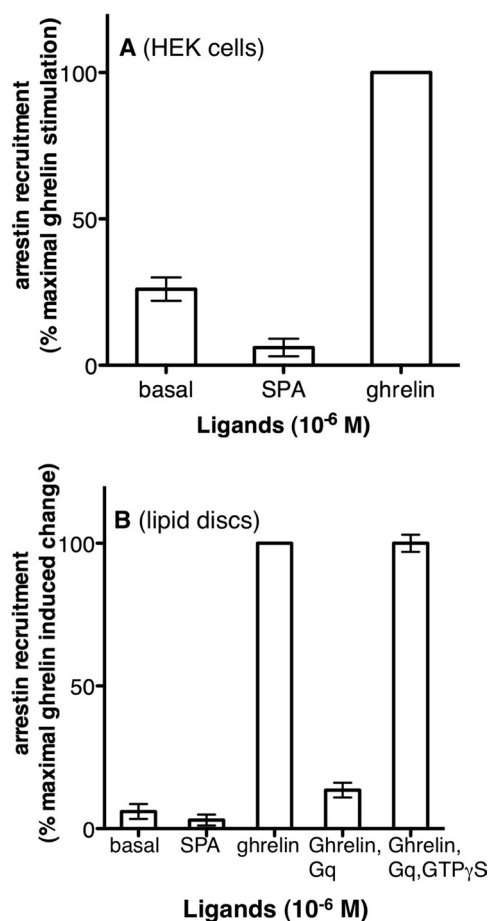 A (HEK cells)
arrestin recruitment
(% maximal ghrelin stimulation)
100
50
0
basal SPA ghrelin
Ligands (10⁻⁶ M)
B (lipid discs)
arrestin recruitment
(% maximal ghrelin induced change)
100
50
0
basal SPA ghrelin Ghrelin, Ghrelin,
Gq Gq,GTPγS
Ligands (10⁻⁶ M)